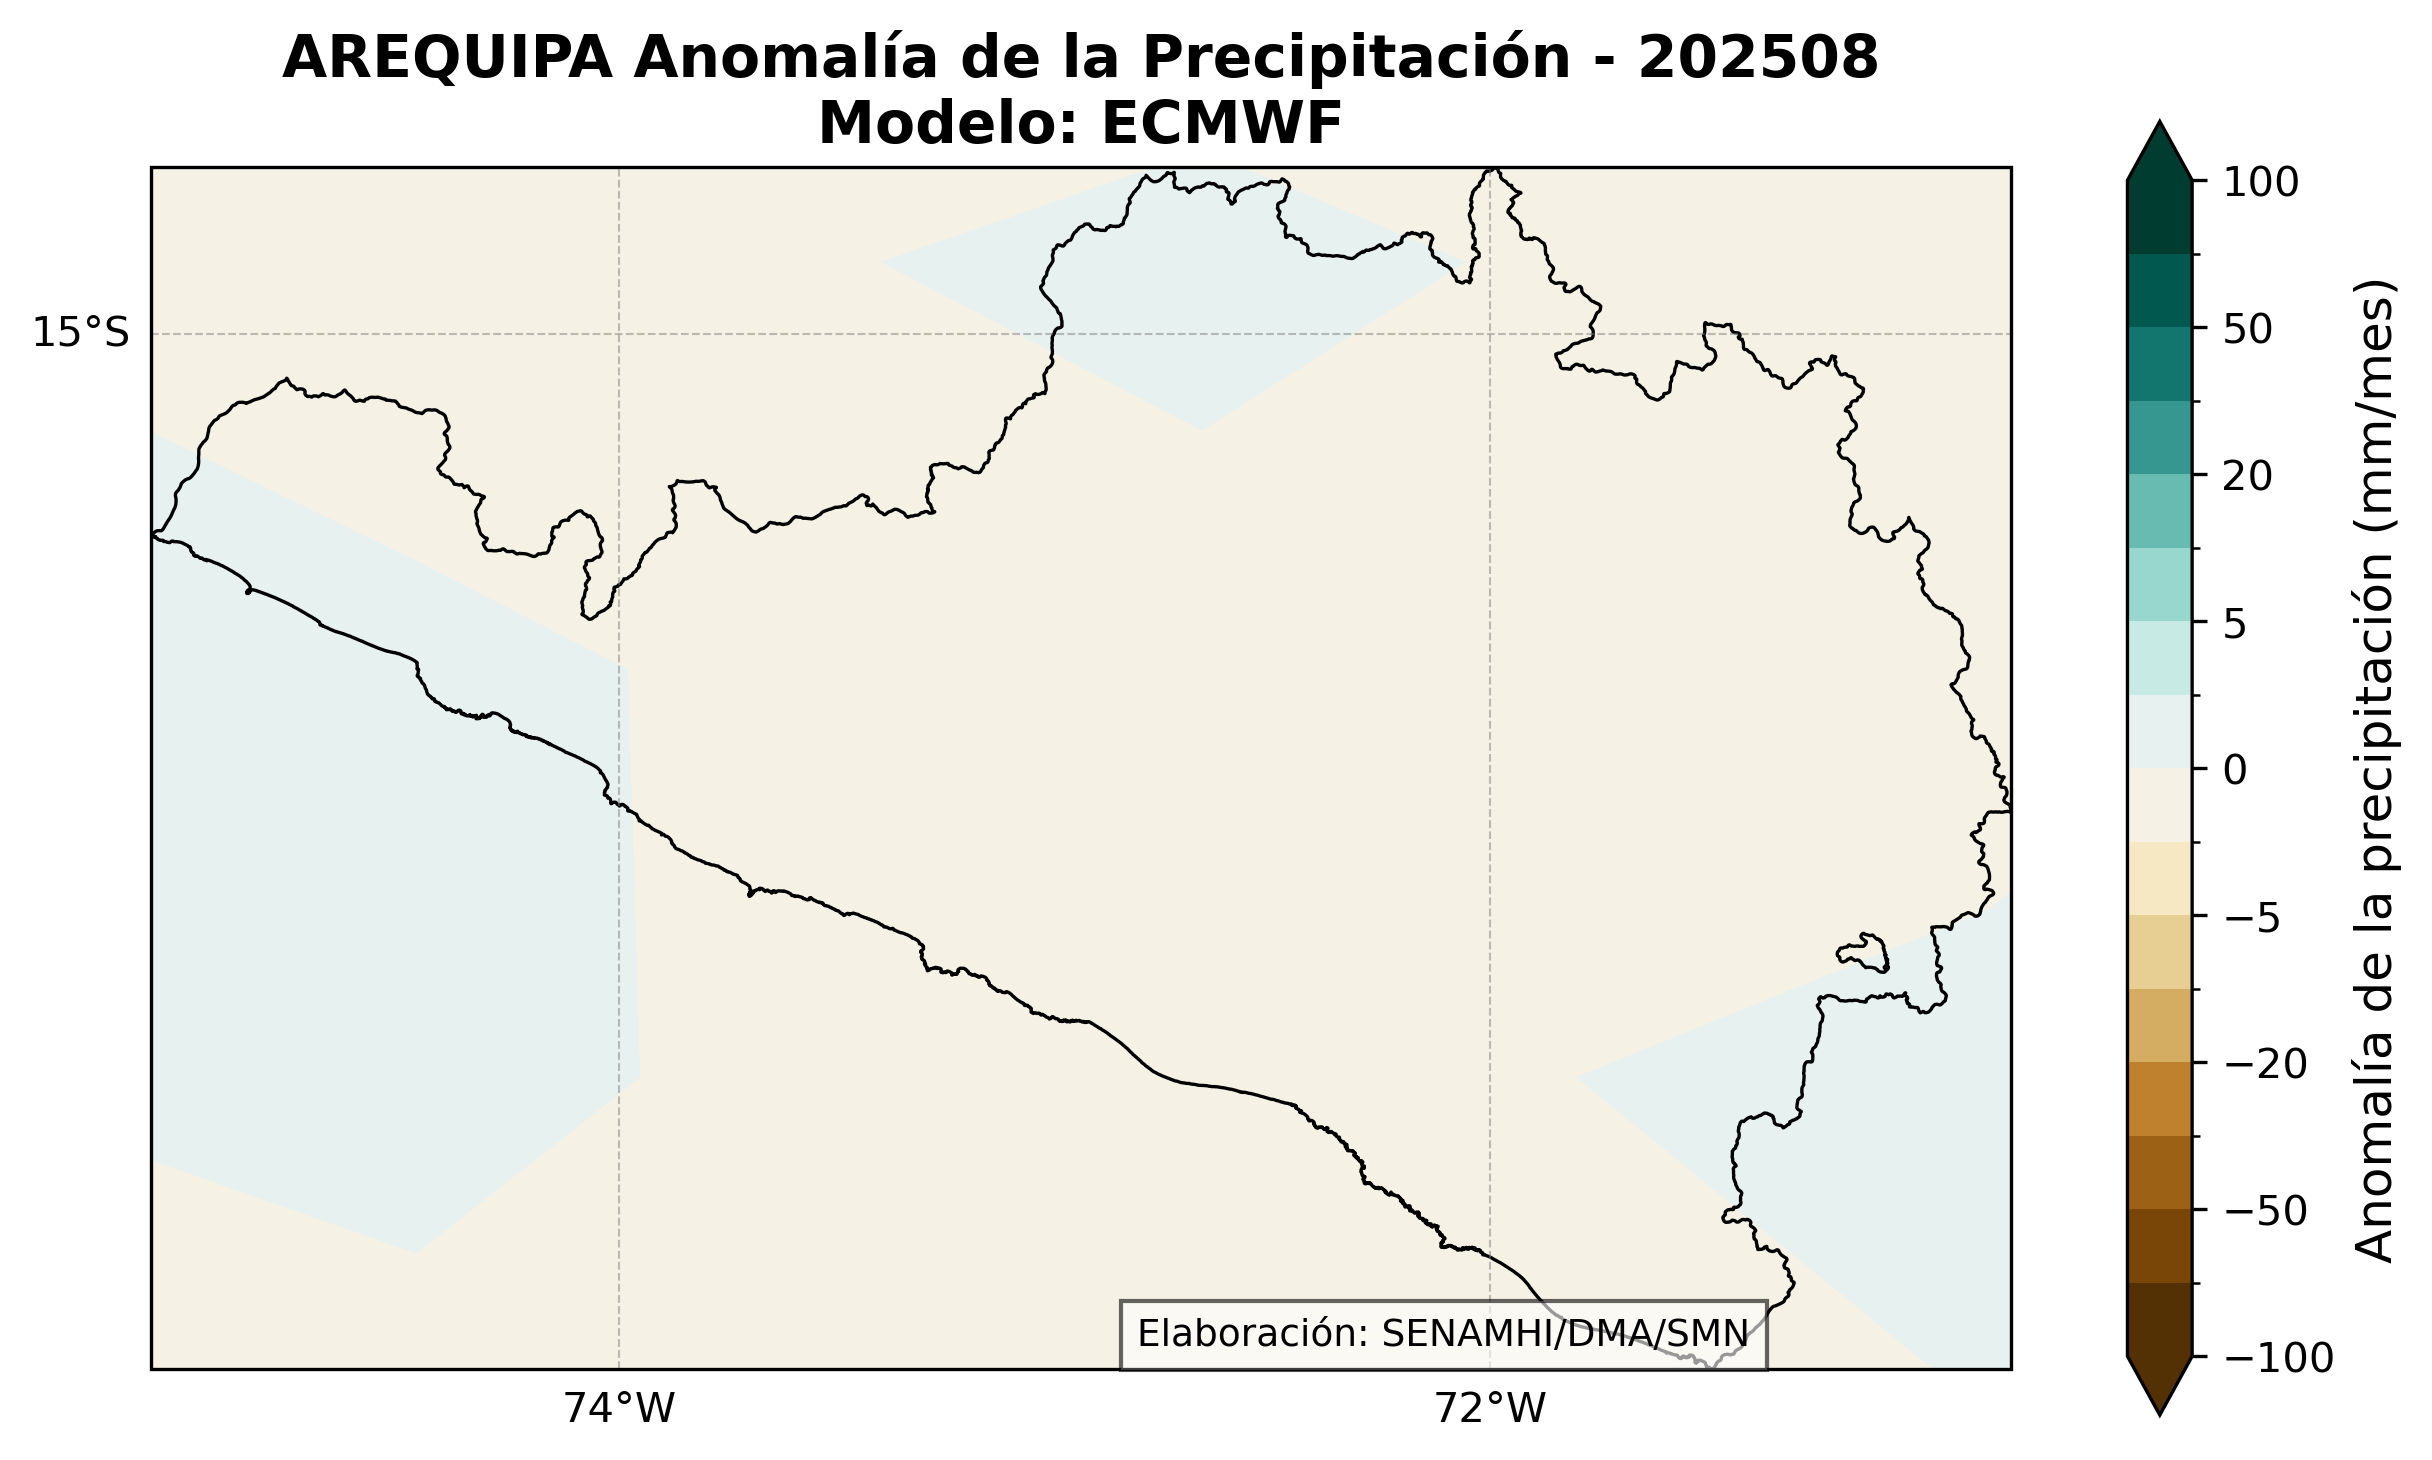 AREQUIPA Anomalía de la Precipitación - 202508
Modelo: ECMWF
15°S
74°W
72°W
Elaboración: SENAMHI/DMA/SMN
100
50
20
5
0
−5
−20
−50
−100
Anomalía de la precipitación (mm/mes)